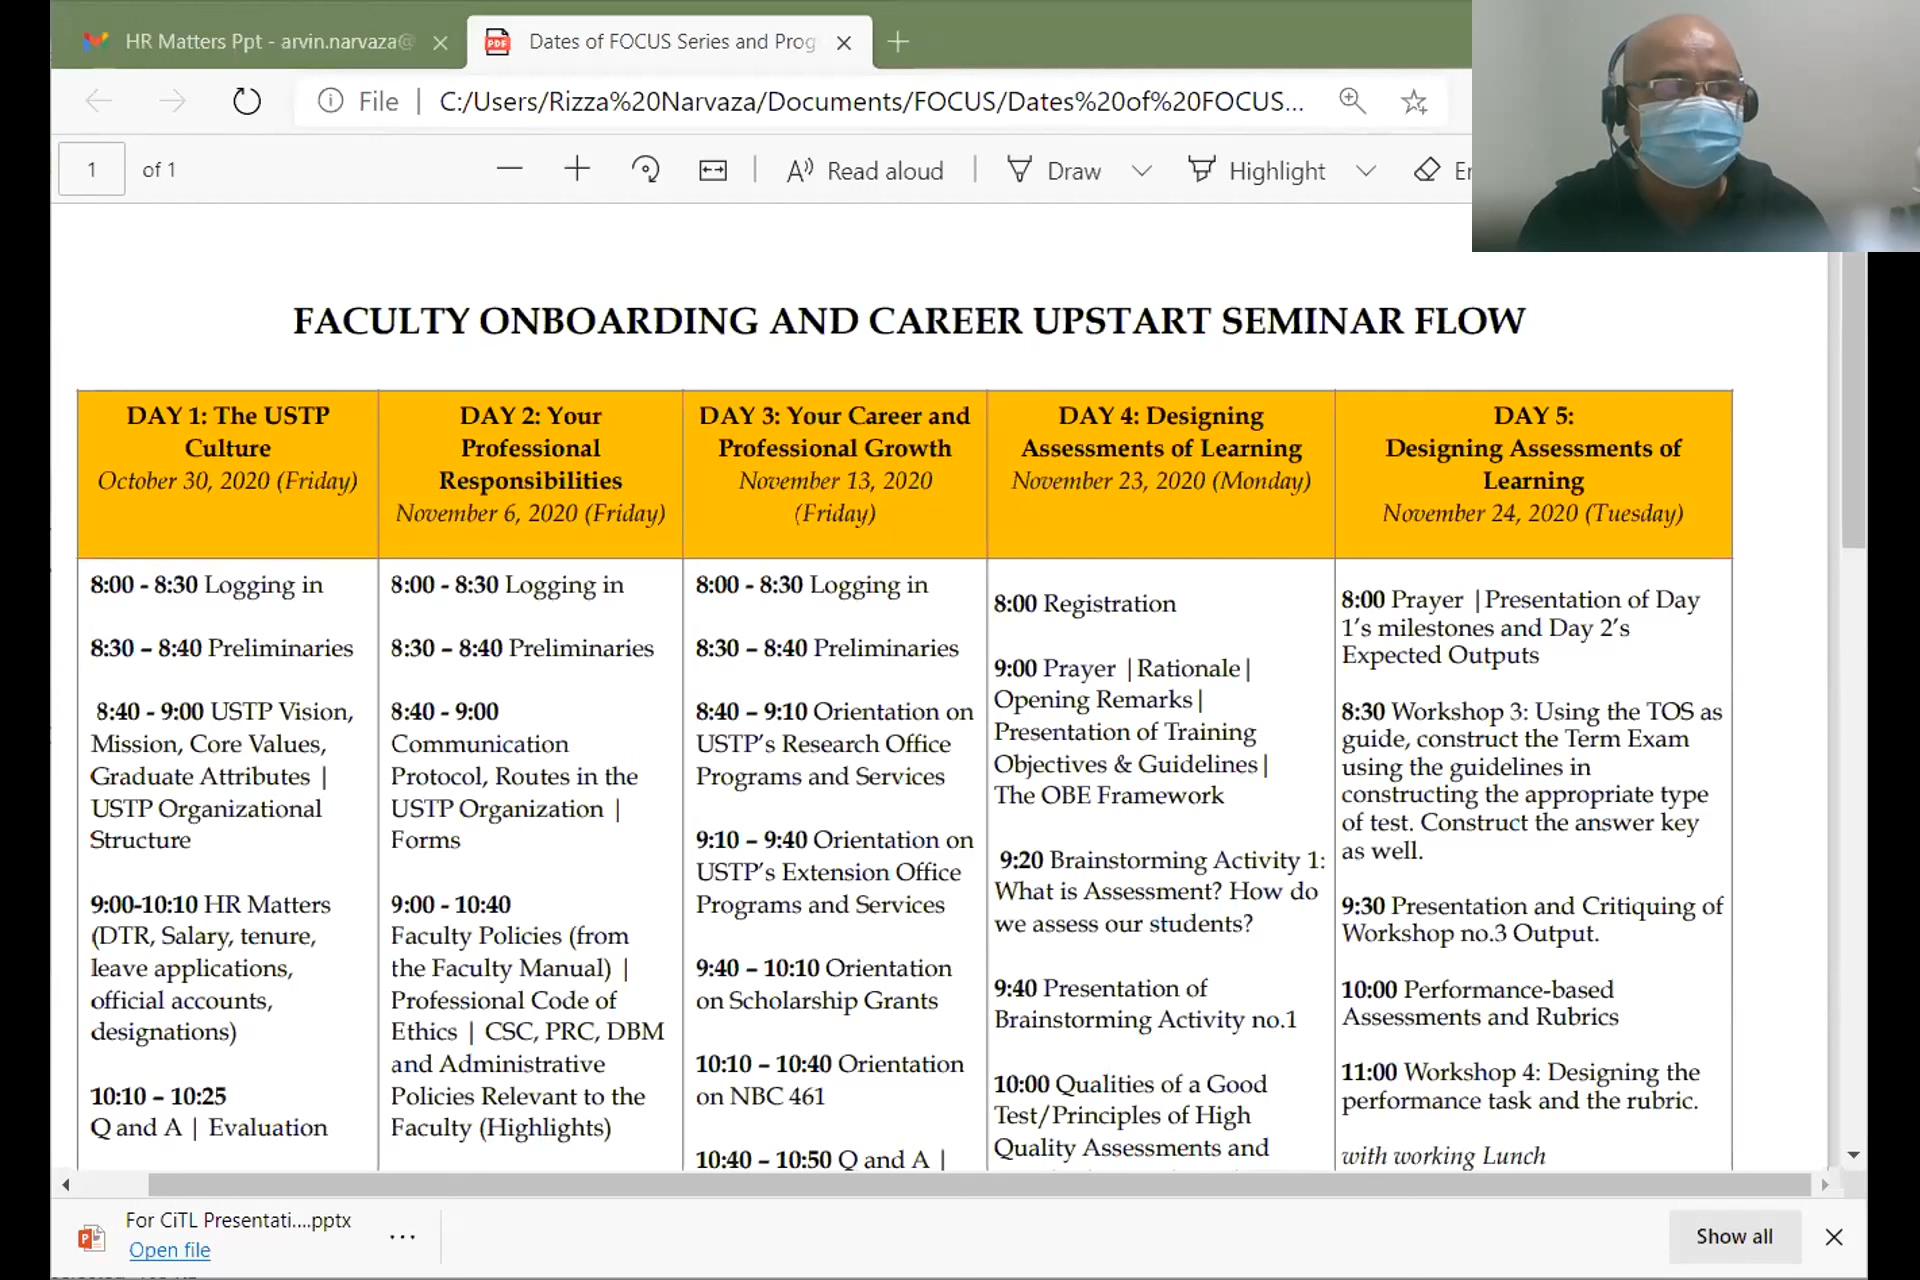 HR Matters Ppt - arvin.narvaza@
Dates of FOCUS Series and Prog
File
C:/Users/Rizza%20Narvaza/Documents/FOCUS/Dates%20of%20FOCUS...
1
of 1
Read aloud
Draw
Highlight
FACULTY ONBOARDING AND CAREER UPSTART SEMINAR FLOW
DAY 1: The USTP
Culture
October 30, 2020 (Friday)
8:00 - 8:30 Logging in
8:30 – 8:40 Preliminaries
8:40 - 9:00 USTP Vision,
Mission, Core Values,
Graduate Attributes |
USTP Organizational
Structure
9:00-10:10 HR Matters
(DTR, Salary, tenure,
leave applications,
official accounts,
designations)
10:10 – 10:25
Q and A | Evaluation
DAY 2: Your
Professional
Responsibilities
November 6, 2020 (Friday)
8:00 - 8:30 Logging in
8:30 – 8:40 Preliminaries
8:40 - 9:00
Communication
Protocol, Routes in the
USTP Organization |
Forms
9:00 - 10:40
Faculty Policies (from
the Faculty Manual) |
Professional Code of
Ethics | CSC, PRC, DBM
and Administrative
Policies Relevant to the
Faculty (Highlights)
DAY 3: Your Career and
Professional Growth
November 13, 2020
(Friday)
8:00 - 8:30 Logging in
8:30 – 8:40 Preliminaries
8:40 – 9:10 Orientation on
USTP's Research Office
Programs and Services
9:10 – 9:40 Orientation on
USTP's Extension Office
Programs and Services
9:40 – 10:10 Orientation
on Scholarship Grants
10:10 – 10:40 Orientation
on NBC 461
10:40 – 10:50 Q and A |
DAY 4: Designing
Assessments of Learning
November 23, 2020 (Monday)
8:00 Registration
9:00 Prayer |Rationale|
Opening Remarks|
Presentation of Training
Objectives & Guidelines|
The OBE Framework
9:20 Brainstorming Activity 1:
What is Assessment? How do
we assess our students?
9:40 Presentation of
Brainstorming Activity no.1
10:00 Qualities of a Good
Test/Principles of High
Quality Assessments and
DAY 5:
Designing Assessments of
Learning
November 24, 2020 (Tuesday)
8:00 Prayer |Presentation of Day
1's milestones and Day 2's
Expected Outputs
8:30 Workshop 3: Using the TOS as
guide, construct the Term Exam
using the guidelines in
constructing the appropriate type
of test. Construct the answer key
as well.
9:30 Presentation and Critiquing of
Workshop no.3 Output.
10:00 Performance-based
Assessments and Rubrics
11:00 Workshop 4: Designing the
performance task and the rubric.
with working Lunch
For CiTL Presentati....pptx
Open file
Show all